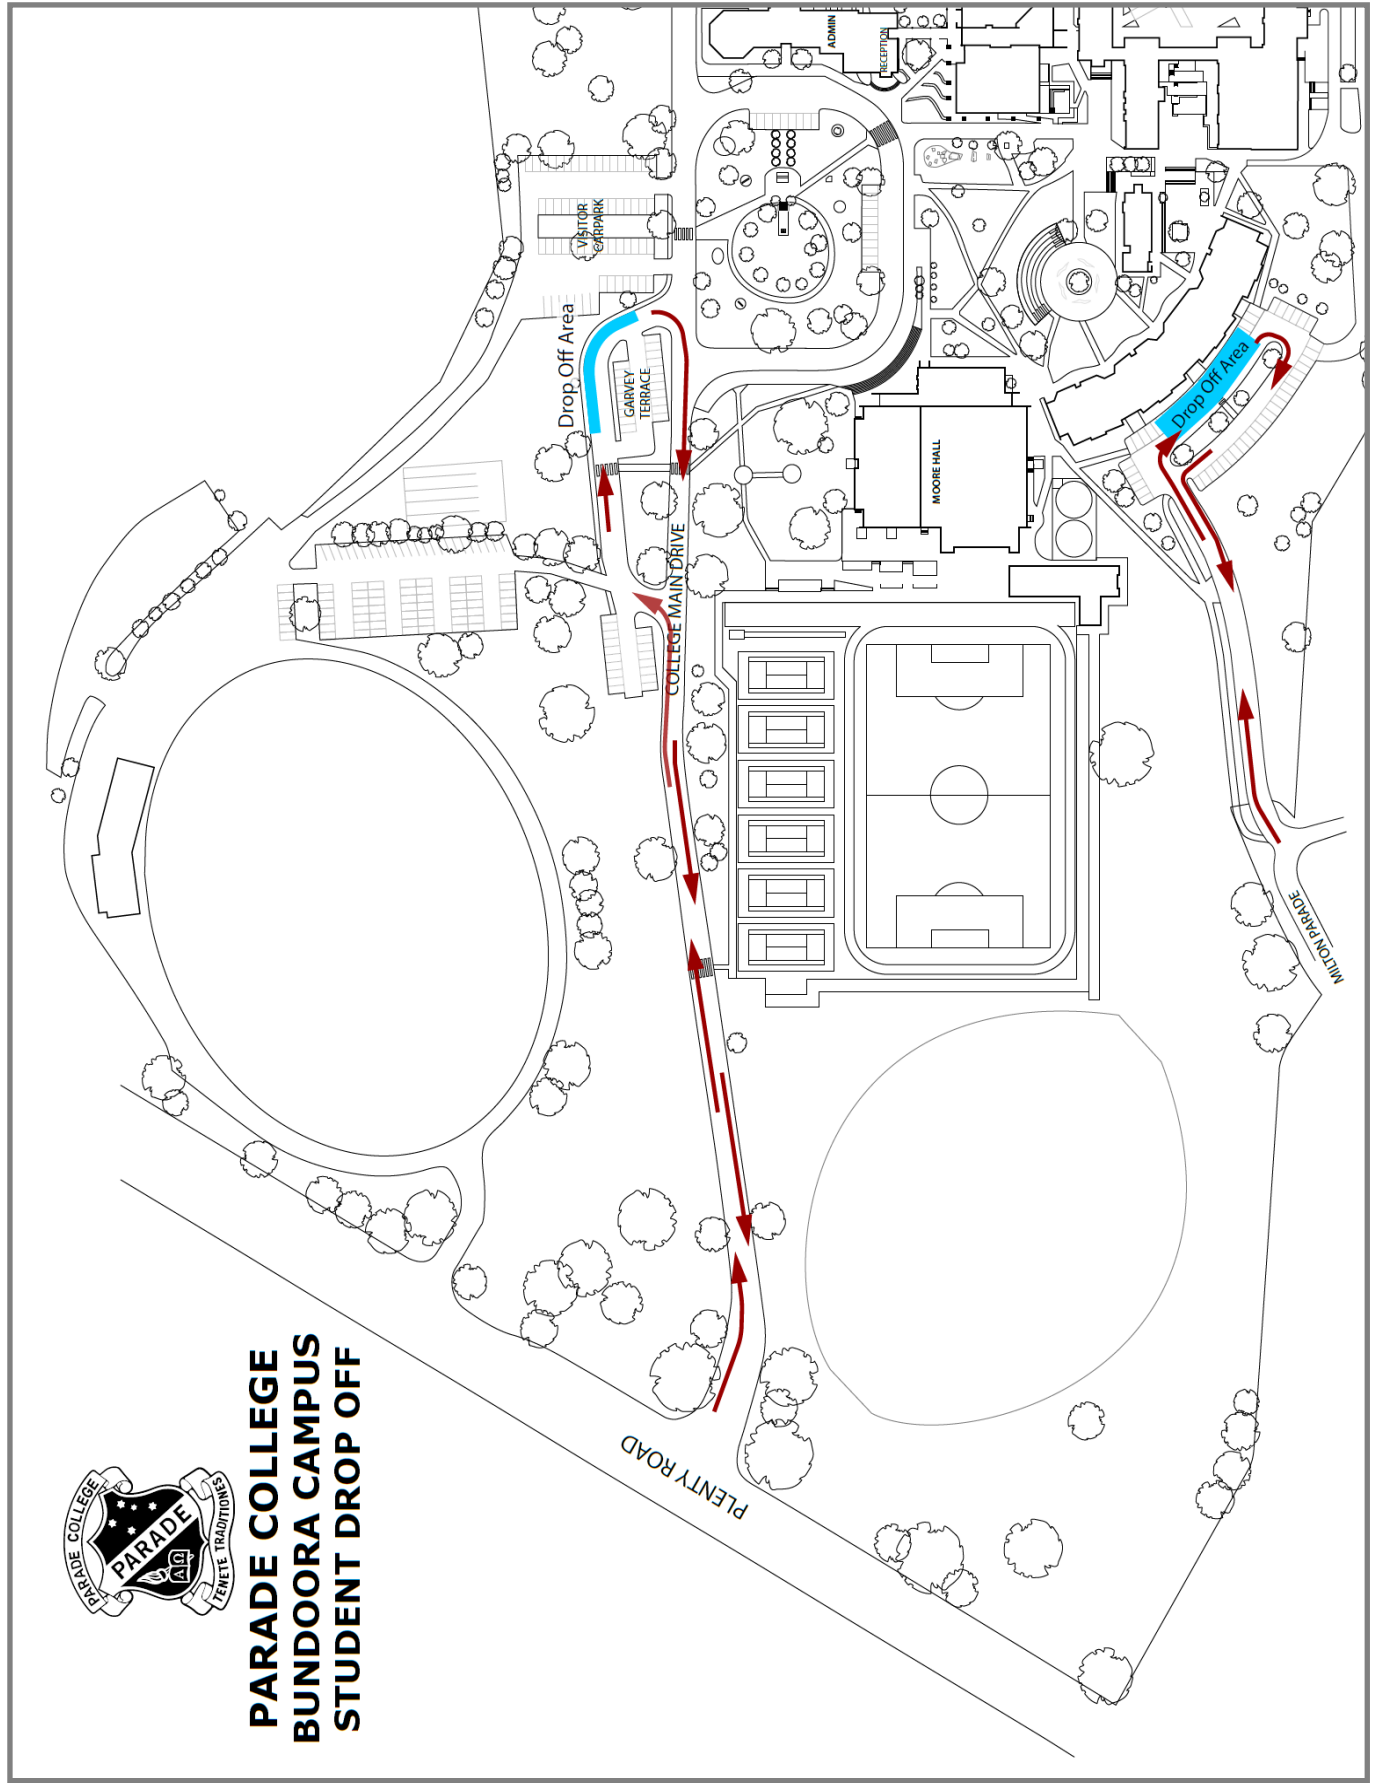 ADMIN
RECEPTION
VISITOR
CARPARK
Drop Off Area
GARVEY
TERRACE
Drop Off Area
MOORE HALL
COLLEGE MAIN DRIVE
MILTON PARADE
PLENTY ROAD
PARADE COLLEGE
PARADE
TENETE TRADITIONES
PARADE COLLEGE
BUNDOORA CAMPUS
STUDENT DROP OFF